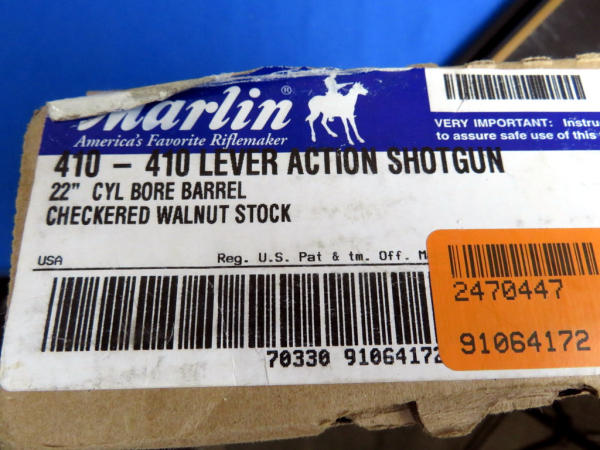 Marlin®
America's Favorite Riflemaker
VERY IMPORTANT:
to assure safe use of this
410 - 410 LEVER ACTION SHOTGUN
22" CYL BORE BARREL
CHECKERED WALNUT STOCK
USA
Reg. U.S. Pat & tm. Off.
70330 91064172
2470447
91064172